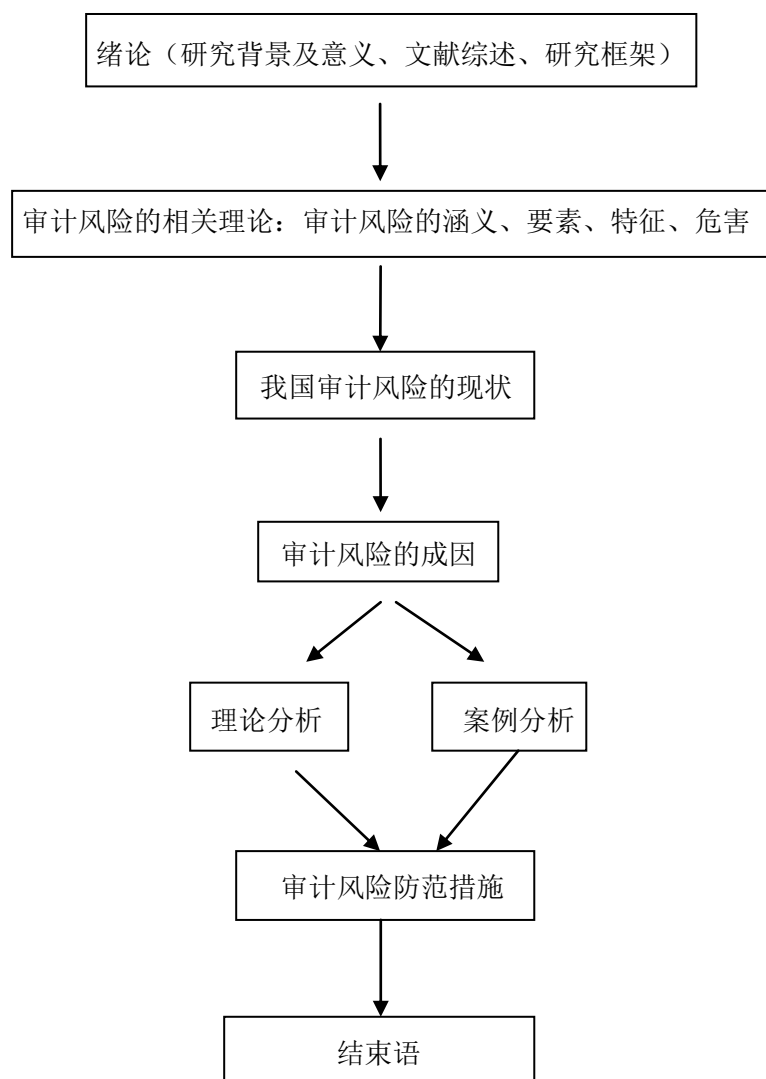 绪论（研究背景及意义、文献综述、研究框架）
审计风险的相关理论：审计风险的涵义、要素、特征、危害
我国审计风险的现状
审计风险的成因
理论分析
案例分析
审计风险防范措施
结束语